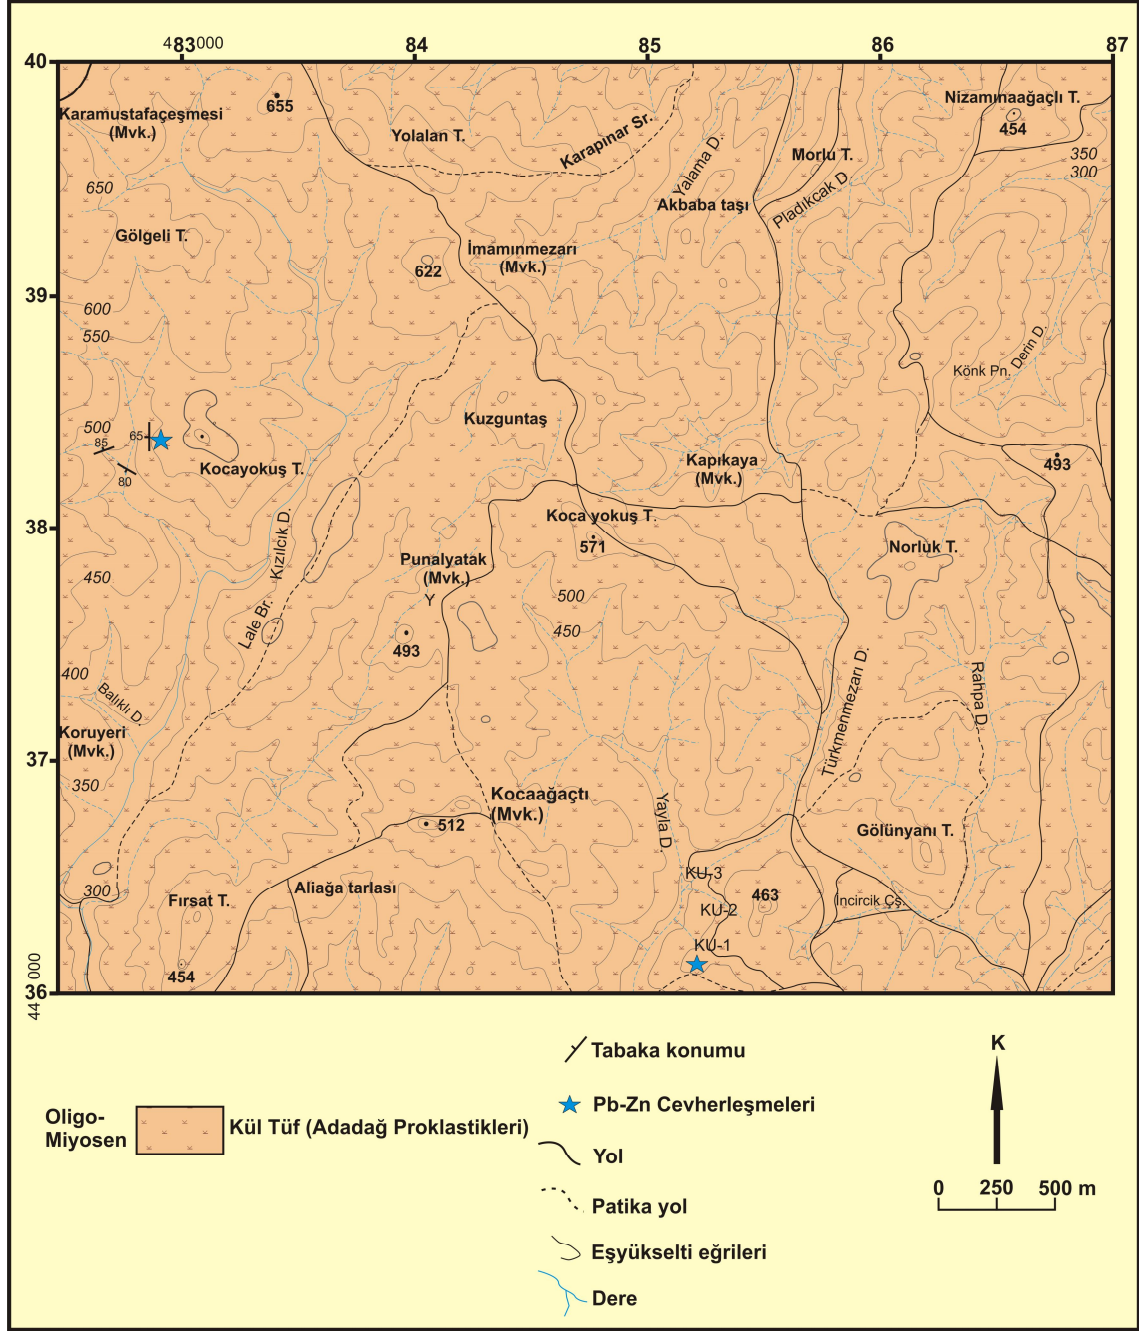 483000
84
85
86
87
40
39
38
37
36
44 000
Karamustafaçeşmesi
(Mvk.)
655
Yolalan T.
Karapınar Sr.
Yalama D.
Akbaba taşı
Morlu T.
Pladıkcak D.
Nizamınaağaçlı T.
454
350
300
650
Gölgeli T.
İmamınmezarı
(Mvk.)
622
600
550
Könk Pn.
Derin D.
500
85
65
80
Kocayokuş T.
Kuzguntaş
Kapıkaya
(Mvk.)
493
Koca yokuş T.
571
Kızılcık D.
Punalyatak
(Mvk.)
Y
Norluk T.
450
500
450
Lale Br.
493
400
Balıklı D.
Koruyeri
(Mvk.)
Türkmenmezarı D.
Rahpa D.
350
Kocaağaçtı
(Mvk.)
512
Yayla D.
Gölünyanı T.
KU-3
KU-2
KU-1
463
İncircik Çş.
300
Fırsat T.
Aliağa tarlası
454
Oligo-
Miyosen
Kül Tüf (Adadağ Proklastikleri)
Tabaka konumu
Pb-Zn Cevherleşmeleri
Yol
Patika yol
Eşyükselti eğrileri
Dere
K
0 250 500 m